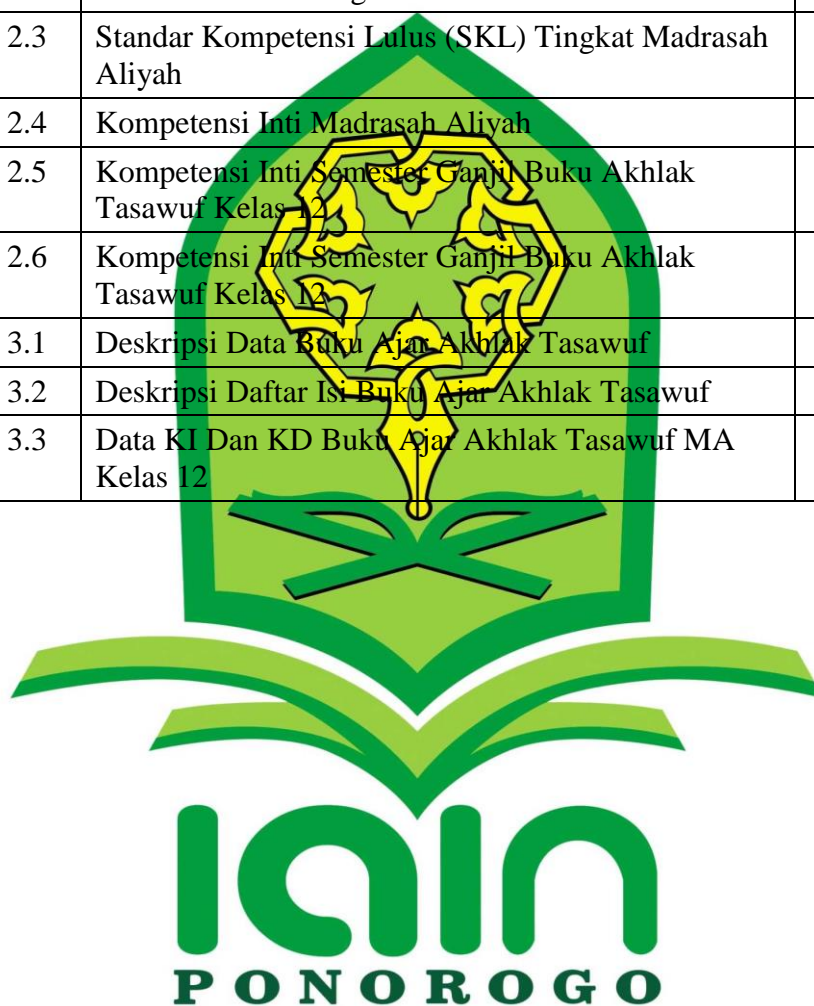 2.3 Standar Kompetensi Lulus (SKL) Tingkat Madrasah
Aliyah
2.4 Kompetensi Inti Madrasah Aliyah
2.5 Kompetensi Inti Semester Ganjil Buku Akhlak
Tasawuf Kelas 12
2.6 Kompetensi Inti Semester Ganjil Buku Akhlak
Tasawuf Kelas 12
3.1 Deskripsi Data Buku Ajar Akhlak Tasawuf
3.2 Deskripsi Daftar Isi Buku Ajar Akhlak Tasawuf
3.3 Data KI Dan KD Buku Ajar Akhlak Tasawuf MA
Kelas 12
IAIN
PONOROGO